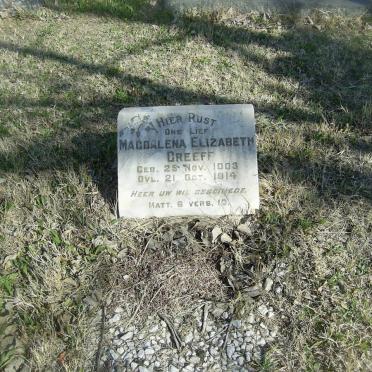 HIER RUST
ONS LIEF
MAGDALENA ELIZABETH
GREEFF
GEB. 25 NOV. 1903
OVL. 21 OCT. 1914
HEER UW WIL GESCHIEDE.
MATT. 6 VERS. 10.